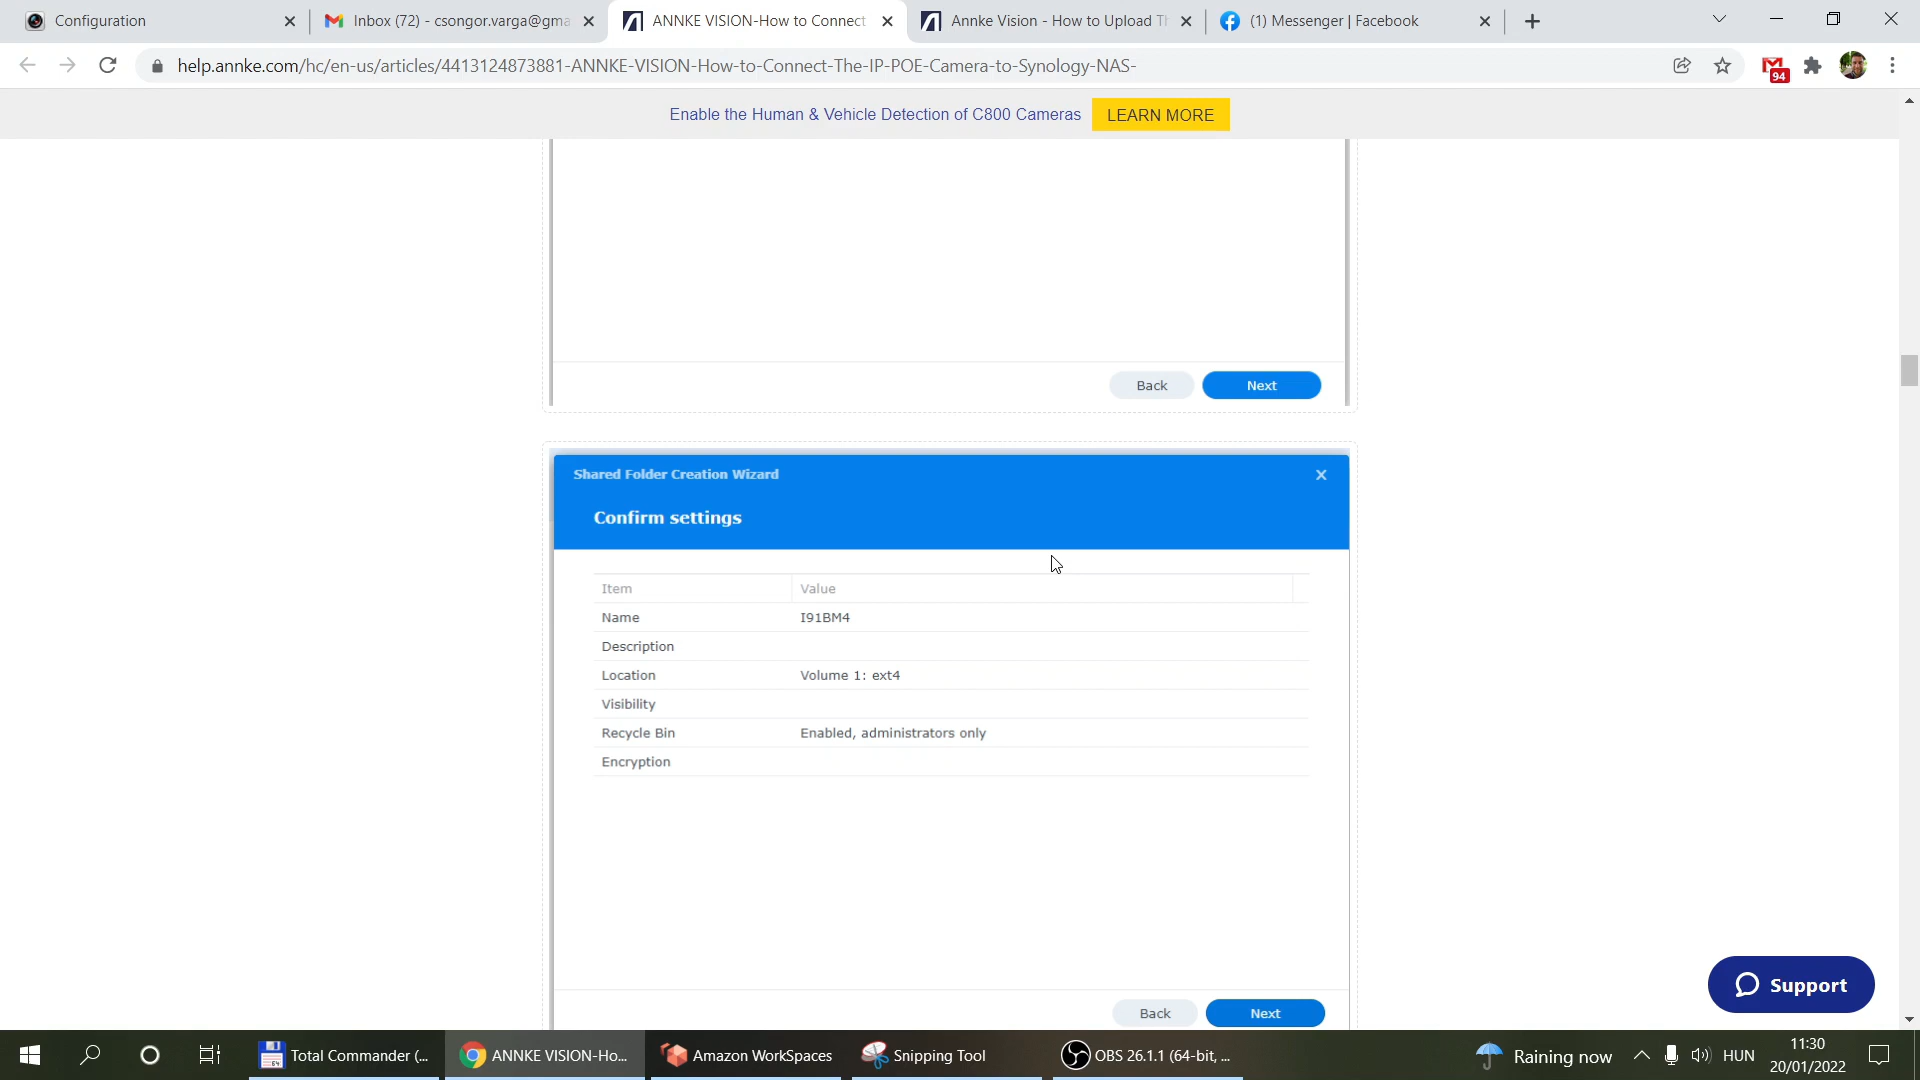 Configuration
Inbox (72) - csongor.varga@gma
ANNKE VISION-How to Connect
Annke Vision - How to Upload Th
(1) Messenger | Facebook
help.annke.com/hc/en-us/articles/4413124873881-ANNKE-VISION-How-to-Connect-The-IP-POE-Camera-to-Synology-NAS-
94
Enable the Human & Vehicle Detection of C800 Cameras
LEARN MORE
Back
Next
Shared Folder Creation Wizard
Confirm settings
Item
Value
Name
I91BM4
Description
Location
Volume 1: ext4
Visibility
Recycle Bin
Enabled, administrators only
Encryption
Back
Next
Support
64
Total Commander (...
ANNKE VISION-Ho...
Amazon WorkSpaces
Snipping Tool
OBS 26.1.1 (64-bit, ...
Raining now
HUN
11:30
20/01/2022